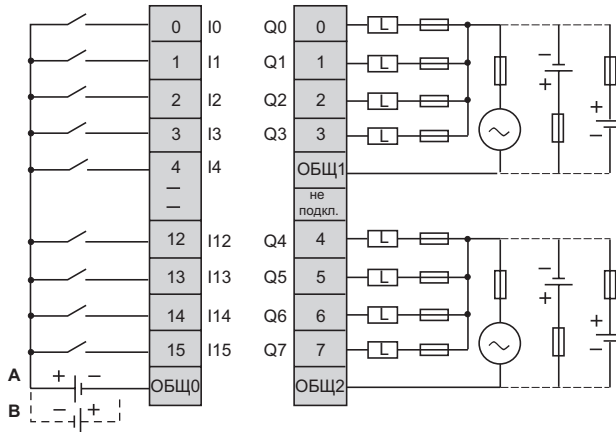 0 I0 Q0 0 L
1 I1 Q1 1 L
2 I2 Q2 2 L
3 I3 Q3 3 L
4 I4 ОБЩ1
— не
— подкл.
12 I12 Q4 4 L
13 I13 Q5 5 L
14 I14 Q6 6 L
15 I15 Q7 7 L
A + − ОБЩ0 ОБЩ2
B − +
− + + −
− + + −